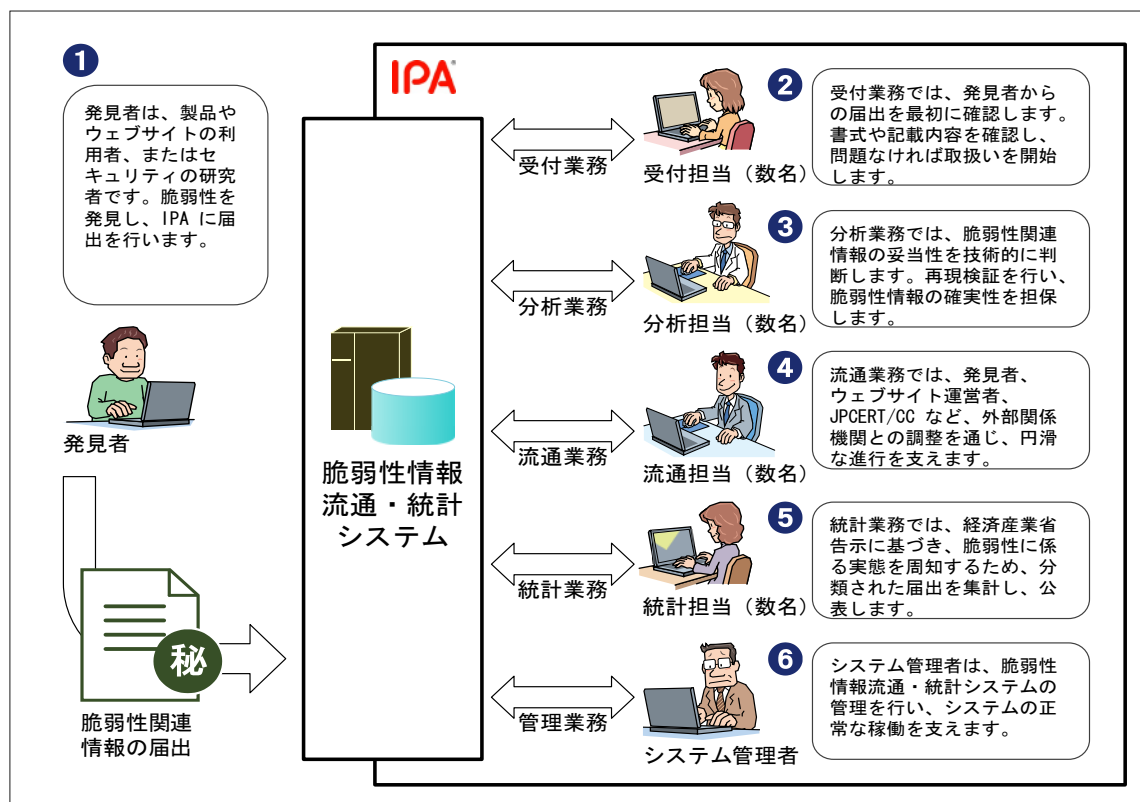 1
発見者は、製品や
ウェブサイトの利
用者、またはセ
キュリティの研究
者です。脆弱性を
発見し、IPA に届
出を行います。
発見者
秘
脆弱性関連
情報の届出
IPA
脆弱性情報
流通・統計
システム
受付業務
受付担当（数名）
2
受付業務では、発見者から
の届出を最初に確認します。
書式や記載内容を確認し、
問題なければ取扱いを開始
します。
分析業務
分析担当（数名）
3
分析業務では、脆弱性関連
情報の妥当性を技術的に判
断します。再現検証を行い、
脆弱性情報の確実性を担保
します。
流通業務
流通担当（数名）
4
流通業務では、発見者、
ウェブサイト運営者、
JPCERT/CC など、外部関係
機関との調整を通じ、円滑
な進行を支えます。
統計業務
統計担当（数名）
5
統計業務では、経済産業省
告示に基づき、脆弱性に係
る実態を周知するため、分
類された届出を集計し、公
表します。
管理業務
システム管理者
6
システム管理者は、脆弱性
情報流通・統計システムの
管理を行い、システムの正
常な稼働を支えます。